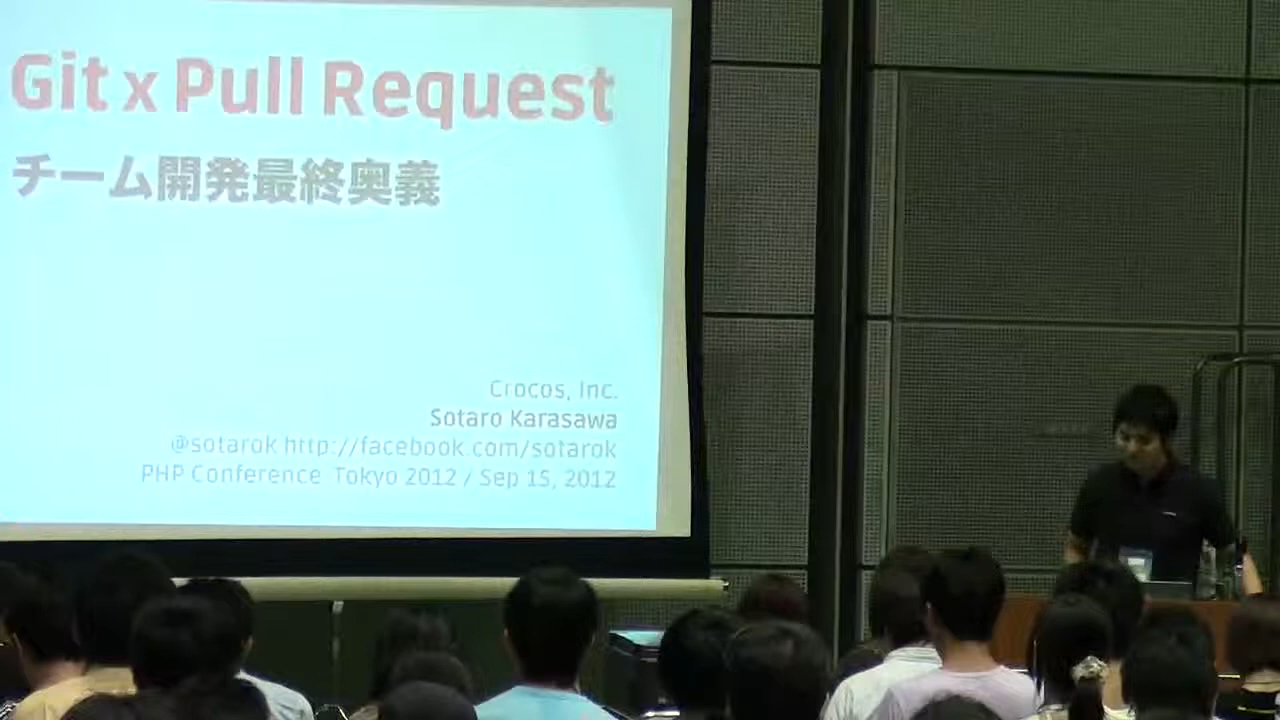 Git x Pull Request
チーム開発最終奥義
Crocos, Inc.
Sotaro Karasawa
@sotarok http://facebook.com/sotarok
PHP Conference Tokyo 2012 / Sep 15, 2012